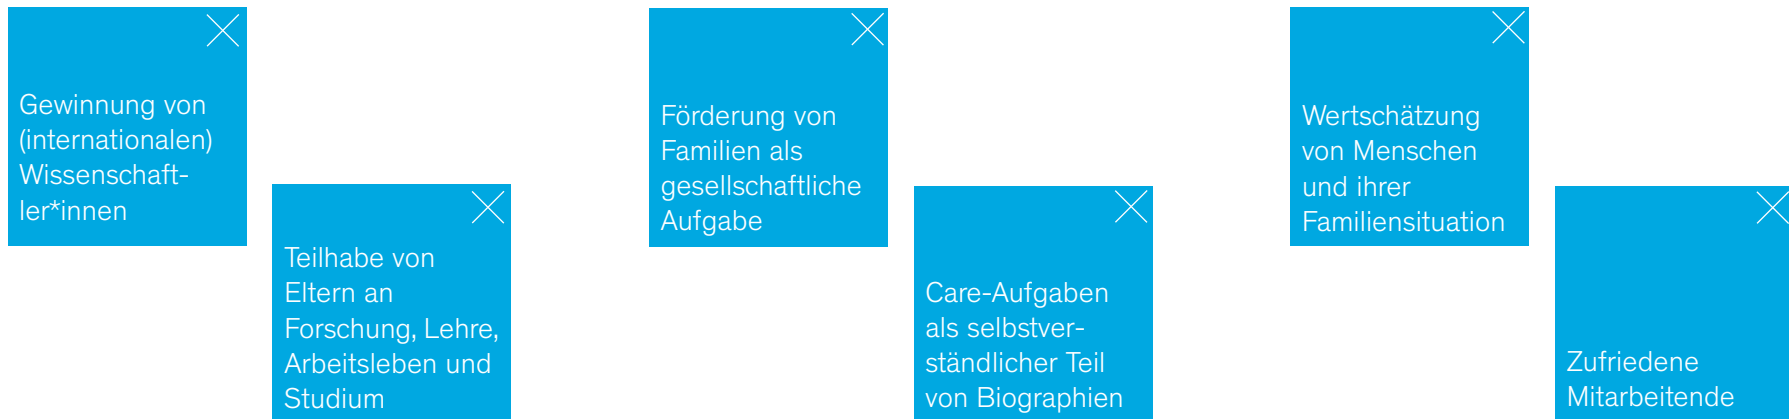 Gewinnung von
(internationalen)
Wissenschaft-
ler*innen
Teilhabe von
Eltern an
Forschung, Lehre,
Arbeitsleben und
Studium
Förderung von
Familien als
gesellschaftliche
Aufgabe
Care-Aufgaben
als selbstver-
ständlicher Teil
von Biographien
Wertschätzung
von Menschen
und ihrer
Familiensituation
Zufriedene
Mitarbeitende